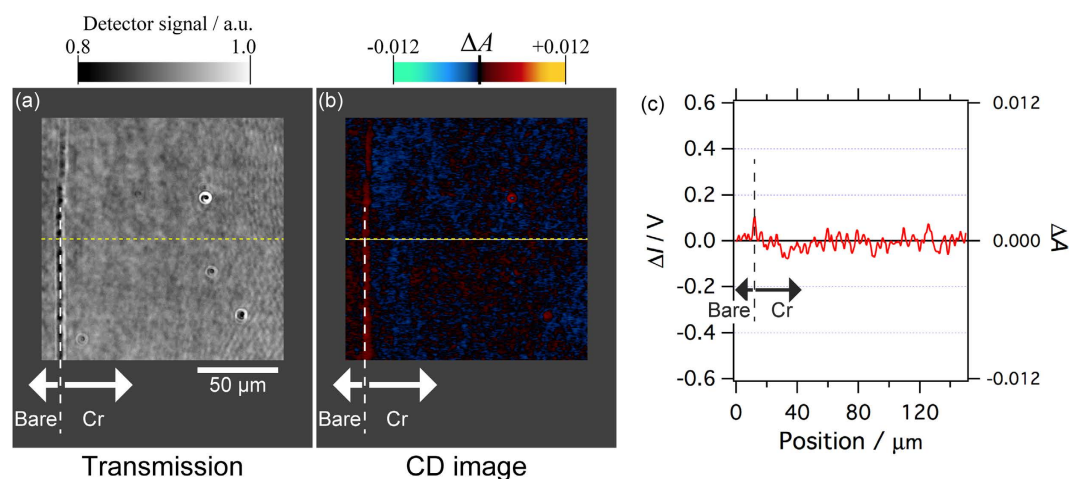 Detector signal / a.u.
0.8 1.0
-0.012 ΔA +0.012
(a)
50 μm
Bare Cr
Transmission
(b)
Bare Cr
CD image
(c)
ΔI / V
0.6
0.4
0.2
0.0
-0.2
-0.4
-0.6
0.012
0.000
-0.012
ΔA
Bare Cr
0 40 80 120
Position / μm